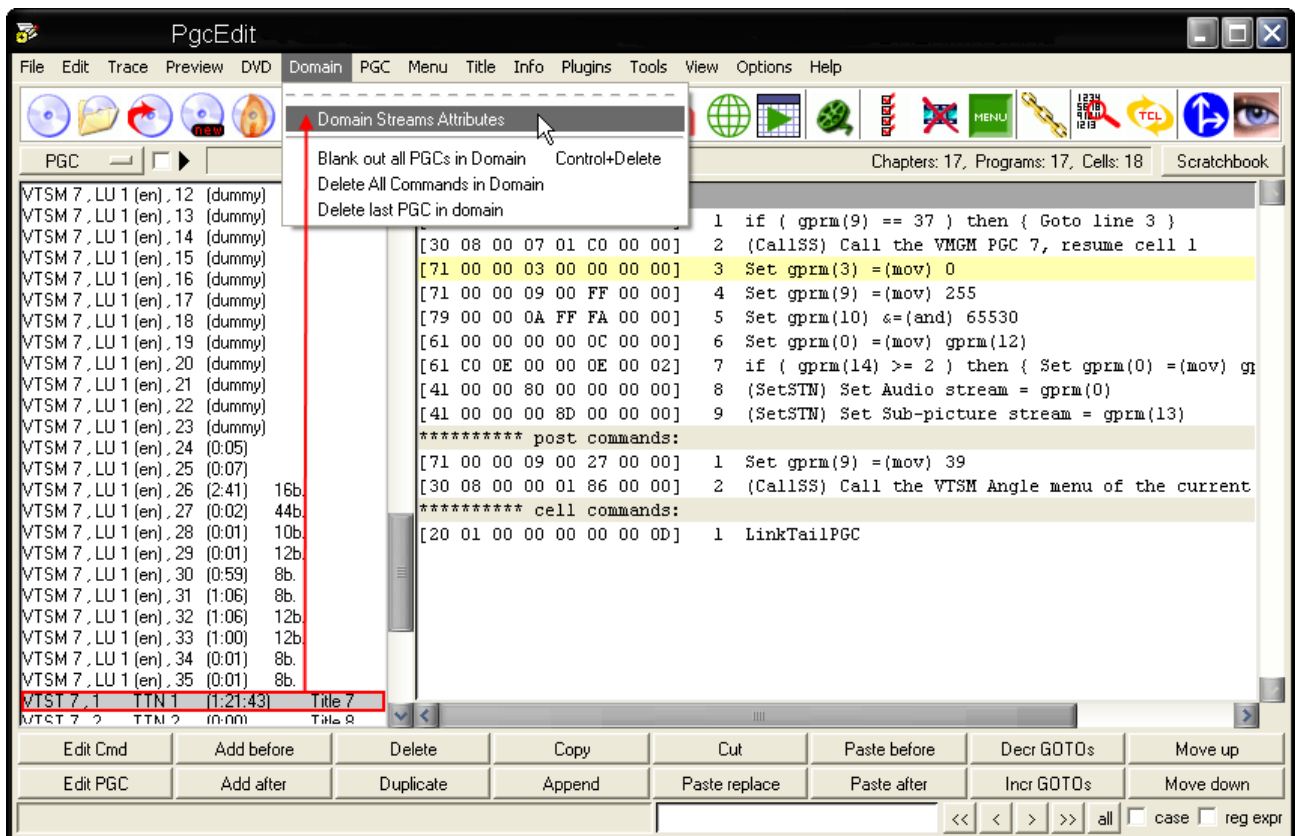 PgcEdit
File Edit Trace Preview DVD Domain PGC Menu Title Info Plugins Tools View Options Help
new
MENU
1234
1213
TCL
Domain Streams Attributes
Blank out all PGCs in Domain Control+Delete
Delete All Commands in Domain
Delete last PGC in domain
PGC
Chapters: 17, Programs: 17, Cells: 18
Scratchbook
VTSM 7 , LU 1 (en) , 12 (dummy)
VTSM 7 , LU 1 (en) , 13 (dummy)
VTSM 7 , LU 1 (en) , 14 (dummy)
VTSM 7 , LU 1 (en) , 15 (dummy)
VTSM 7 , LU 1 (en) , 16 (dummy)
VTSM 7 , LU 1 (en) , 17 (dummy)
VTSM 7 , LU 1 (en) , 18 (dummy)
VTSM 7 , LU 1 (en) , 19 (dummy)
VTSM 7 , LU 1 (en) , 20 (dummy)
VTSM 7 , LU 1 (en) , 21 (dummy)
VTSM 7 , LU 1 (en) , 22 (dummy)
VTSM 7 , LU 1 (en) , 23 (dummy)
VTSM 7 , LU 1 (en) , 24 (0:05)
VTSM 7 , LU 1 (en) , 25 (0:07)
VTSM 7 , LU 1 (en) , 26 (2:41) 16b.
VTSM 7 , LU 1 (en) , 27 (0:02) 44b.
VTSM 7 , LU 1 (en) , 28 (0:01) 10b.
VTSM 7 , LU 1 (en) , 29 (0:01) 12b.
VTSM 7 , LU 1 (en) , 30 (0:59) 8b.
VTSM 7 , LU 1 (en) , 31 (1:06) 8b.
VTSM 7 , LU 1 (en) , 32 (1:06) 12b.
VTSM 7 , LU 1 (en) , 33 (1:00) 12b.
VTSM 7 , LU 1 (en) , 34 (0:01) 8b.
VTSM 7 , LU 1 (en) , 35 (0:01) 8b.
VTST 7 , 1 TTN 1 (1:21:43) Title 7
VTST 7 , 2 TTN 2 (0:00) Title 8
1 if ( gprm(9) == 37 ) then { Goto line 3 }
[30 08 00 07 01 C0 00 00] 2 (CallSS) Call the VMGM PGC 7, resume cell 1
[71 00 00 03 00 00 00 00] 3 Set gprm(3) =(mov) 0
[71 00 00 09 00 FF 00 00] 4 Set gprm(9) =(mov) 255
[79 00 00 0A FF FA 00 00] 5 Set gprm(10) &=(and) 65530
[61 00 00 00 00 0C 00 00] 6 Set gprm(0) =(mov) gprm(12)
[61 C0 0E 00 00 0E 00 02] 7 if ( gprm(14) >= 2 ) then { Set gprm(0) =(mov) gp
[41 00 00 80 00 00 00 00] 8 (SetSTN) Set Audio stream = gprm(0)
[41 00 00 00 8D 00 00 00] 9 (SetSTN) Set Sub-picture stream = gprm(13)
********** post commands:
[71 00 00 09 00 27 00 00] 1 Set gprm(9) =(mov) 39
[30 08 00 00 01 86 00 00] 2 (CallSS) Call the VTSM Angle menu of the current
********** cell commands:
[20 01 00 00 00 00 00 0D] 1 LinkTailPGC
Edit Cmd Add before Delete Copy Cut Paste before Decr GOTOs Move up
Edit PGC Add after Duplicate Append Paste replace Paste after Incr GOTOs Move down
<< < > >> all case reg expr